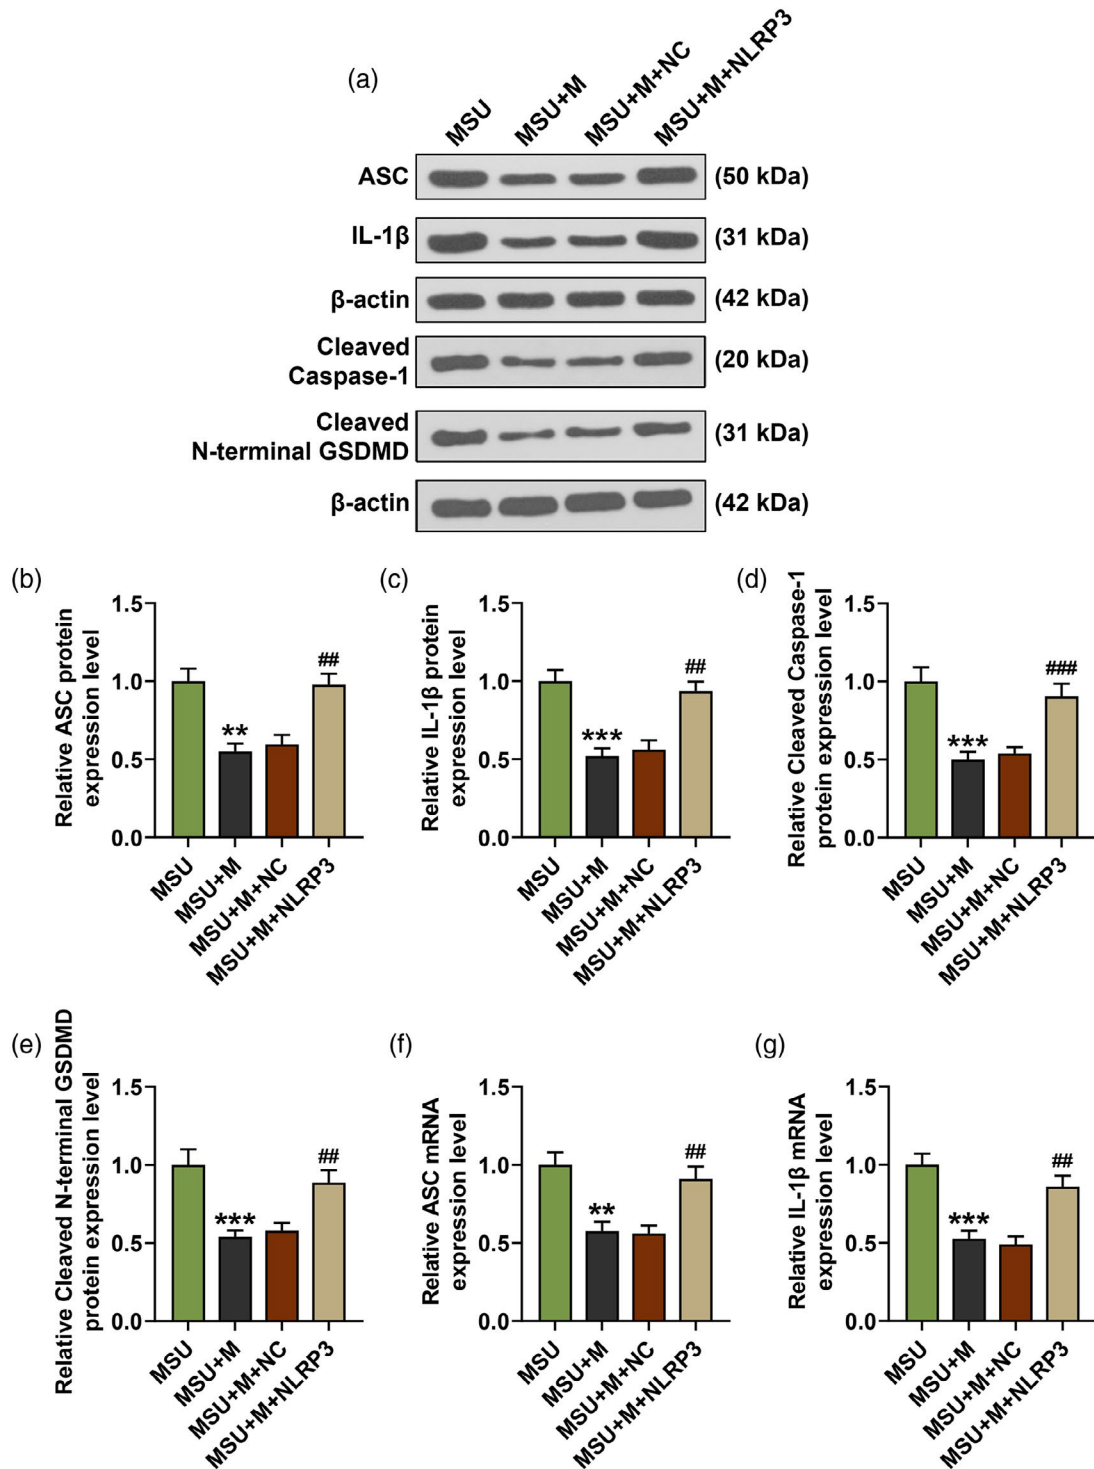 (a)
MSU
MSU+M
MSU+M+NC
MSU+M+NLRP3
ASC
(50 kDa)
IL-1β
(31 kDa)
β-actin
(42 kDa)
Cleaved
Caspase-1
(20 kDa)
Cleaved
N-terminal GSDMD
(31 kDa)
β-actin
(42 kDa)
(b)
Relative ASC protein
expression level
1.5
1.0
0.5
0.0
**
##
MSU
MSU+M
MSU+M+NC
MSU+M+NLRP3
(c)
Relative IL-1β protein
expression level
1.5
1.0
0.5
0.0
***
##
MSU
MSU+M
MSU+M+NC
MSU+M+NLRP3
(d)
Relative Cleaved Caspase-1
protein expression level
1.5
1.0
0.5
0.0
***
###
MSU
MSU+M
MSU+M+NC
MSU+M+NLRP3
(e)
Relative Cleaved N-terminal GSDMD
protein expression level
1.5
1.0
0.5
0.0
***
##
MSU
MSU+M
MSU+M+NC
MSU+M+NLRP3
(f)
Relative ASC mRNA
expression level
1.5
1.0
0.5
0.0
**
##
MSU
MSU+M
MSU+M+NC
MSU+M+NLRP3
(g)
Relative IL-1β mRNA
expression level
1.5
1.0
0.5
0.0
***
##
MSU
MSU+M
MSU+M+NC
MSU+M+NLRP3